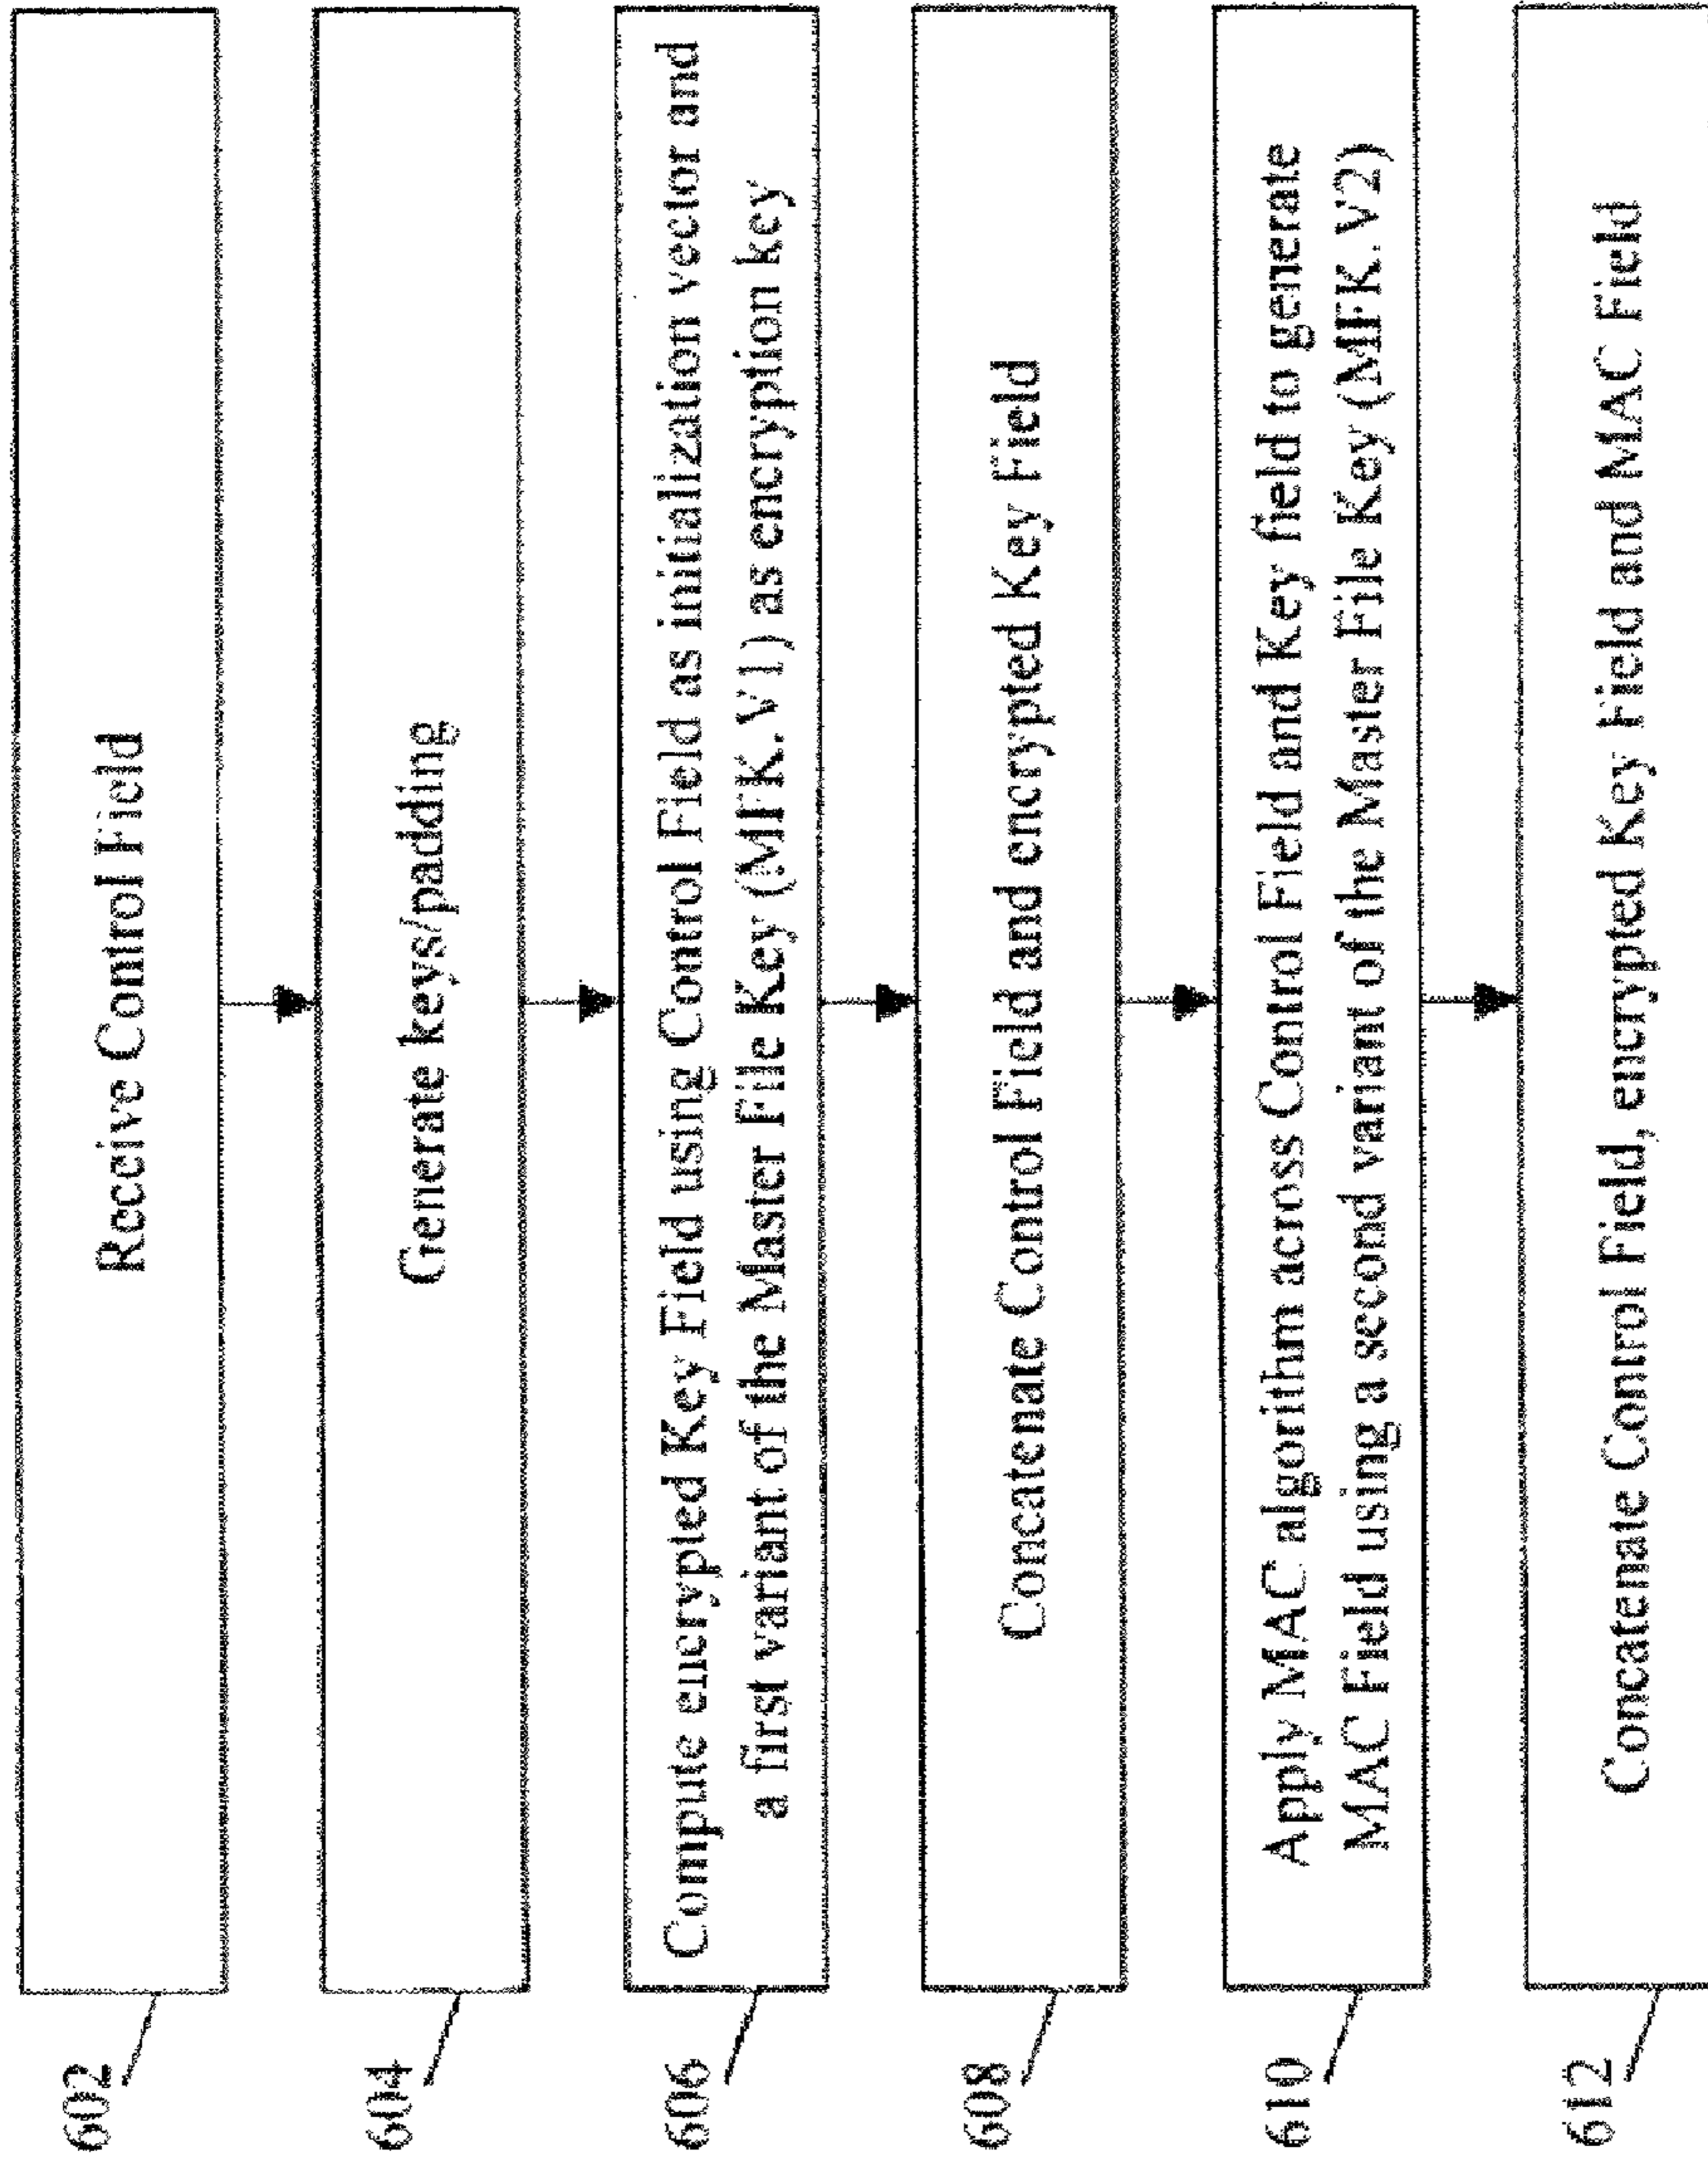 602
Receive Control Field
604
Generate keys/padding
606
Compute encrypted Key Field using Control Field as initialization vector and
a first variant of the Master File Key (MFK.V1) as encryption key
608
Concatenate Control Field and encrypted Key Field
610
Apply MAC algorithm across Control Field and Key field to generate
MAC Field using a second variant of the Master File Key (MFK.V2)
612
Concatenate Control Field, encrypted Key Field and MAC Field